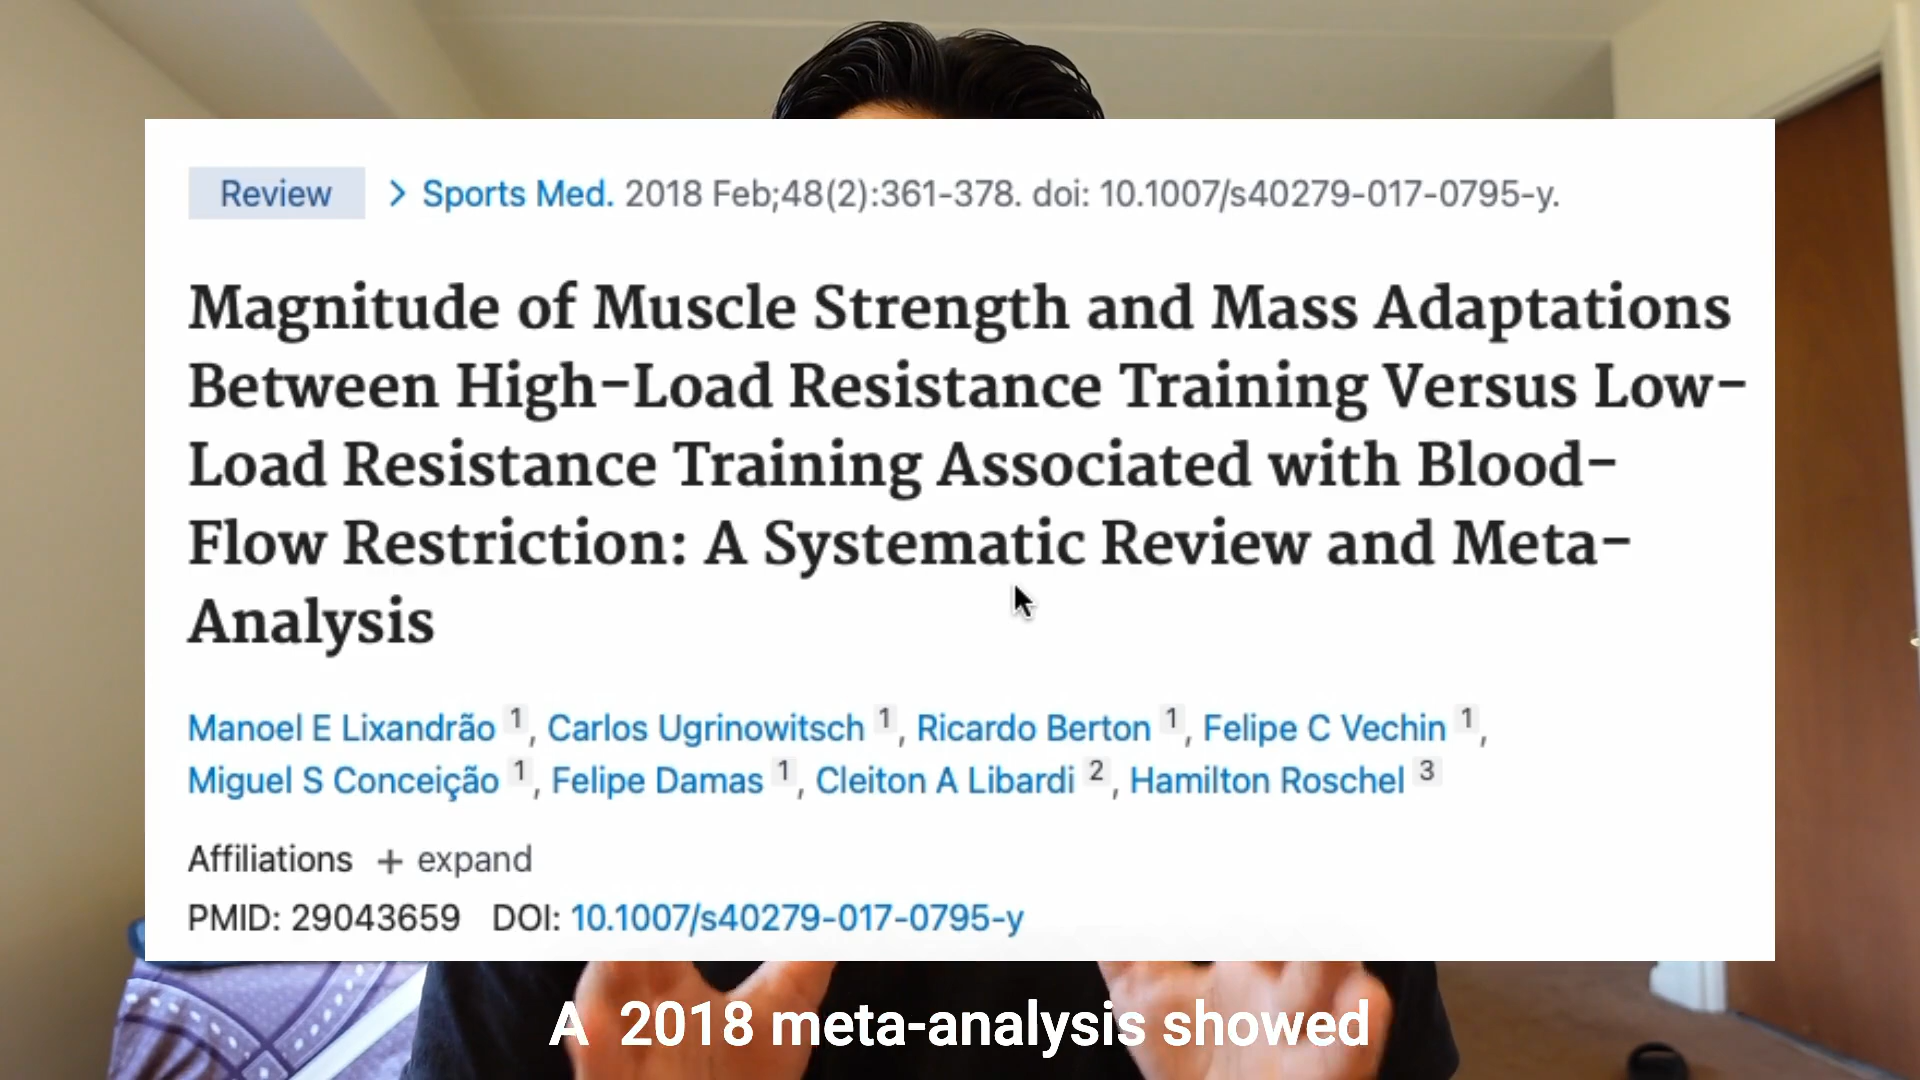 Review > Sports Med. 2018 Feb;48(2):361-378. doi: 10.1007/s40279-017-0795-y.
Magnitude of Muscle Strength and Mass Adaptations
Between High-Load Resistance Training Versus Low-
Load Resistance Training Associated with Blood-
Flow Restriction: A Systematic Review and Meta-
Analysis
Manoel E Lixandrão 1, Carlos Ugrinowitsch 1, Ricardo Berton 1, Felipe C Vechin 1,
Miguel S Conceição 1, Felipe Damas 1, Cleiton A Libardi 2, Hamilton Roschel 3
Affiliations + expand
PMID: 29043659 DOI: 10.1007/s40279-017-0795-y
A 2018 meta-analysis showed